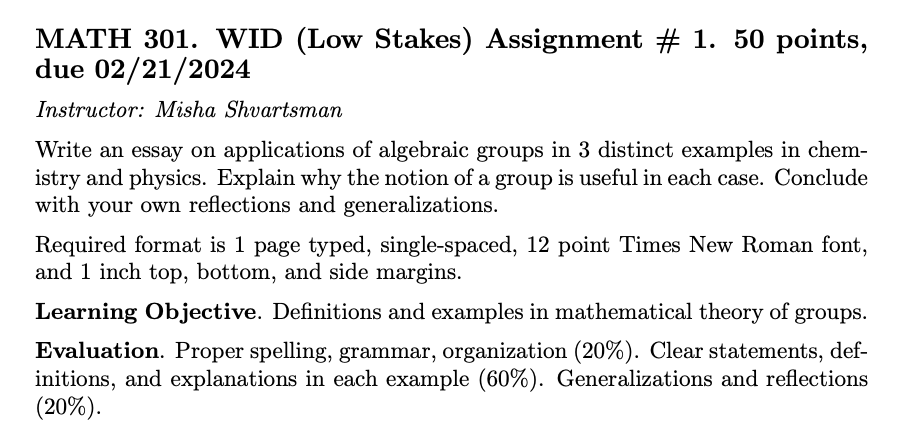 MATH 301. WID (Low Stakes) Assignment # 1. 50 points,
due 02/21/2024
Instructor: Misha Shvartsman
Write an essay on applications of algebraic groups in 3 distinct examples in chem-
istry and physics. Explain why the notion of a group is useful in each case. Conclude
with your own reflections and generalizations.
Required format is 1 page typed, single-spaced, 12 point Times New Roman font,
and 1 inch top, bottom, and side margins.
Learning Objective. Definitions and examples in mathematical theory of groups.
Evaluation. Proper spelling, grammar, organization (20%). Clear statements, def-
initions, and explanations in each example (60%). Generalizations and reflections
(20%).